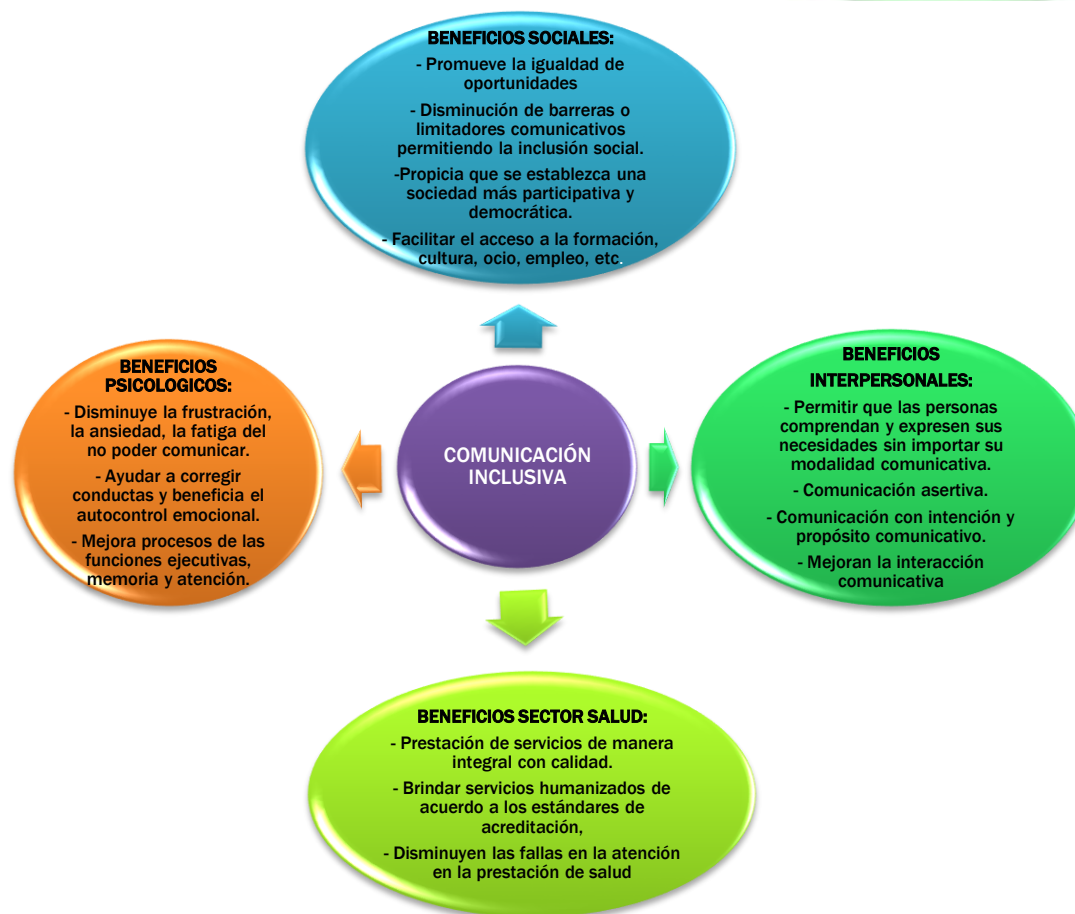 BENEFICIOS SOCIALES:
- Promueve la igualdad de
oportunidades
- Disminución de barreras o
limitadores comunicativos
permitiendo la inclusión social.
-Propicia que se establezca una
sociedad más participativa y
democrática.
- Facilitar el acceso a la formación,
cultura, ocio, empleo, etc.
BENEFICIOS
PSICOLOGICOS:
- Disminuye la frustración,
la ansiedad, la fatiga del
no poder comunicar.
- Ayudar a corregir
conductas y beneficia el
autocontrol emocional.
- Mejora procesos de las
funciones ejecutivas,
memoria y atención.
COMUNICACIÓN
INCLUSIVA
BENEFICIOS
INTERPERSONALES:
- Permitir que las personas
comprendan y expresen sus
necesidades sin importar su
modalidad comunicativa.
- Comunicación asertiva.
- Comunicación con intención y
propósito comunicativo.
- Mejoran la interacción
comunicativa
BENEFICIOS SECTOR SALUD:
- Prestación de servicios de manera
integral con calidad.
- Brindar servicios humanizados de
acuerdo a los estándares de
acreditación,
- Disminuyen las fallas en la atención
en la prestación de salud